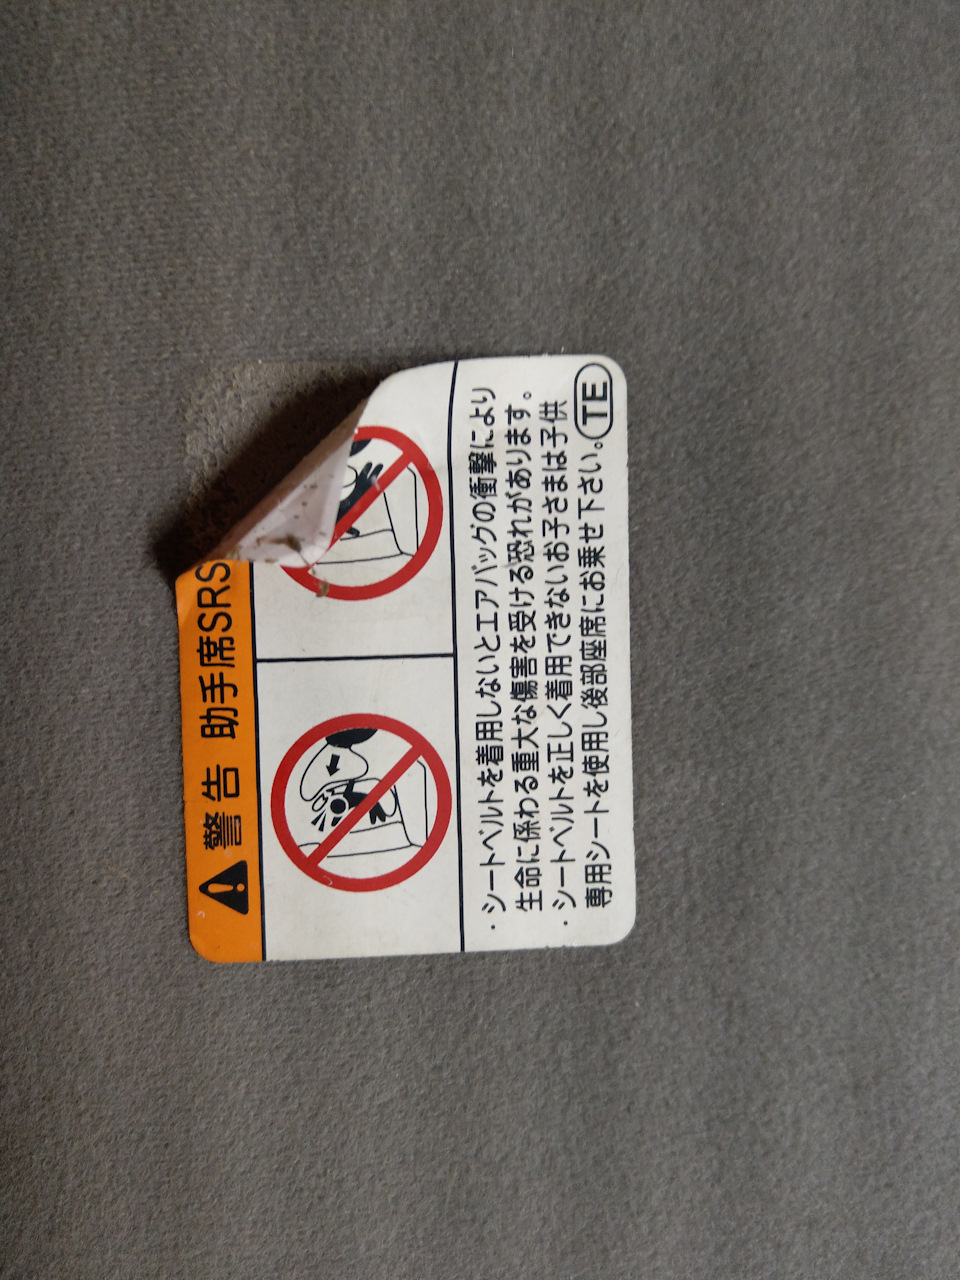 警告 助手席SRS
・シートベルトを着用しないとエアバッグの衝撃により
生命に係わる重大な傷害を受ける恐れがあります。
・シートベルトを正しく着用できないお子さまは子供
専用シートを使用し後部座席にお乗せ下さい。
TE